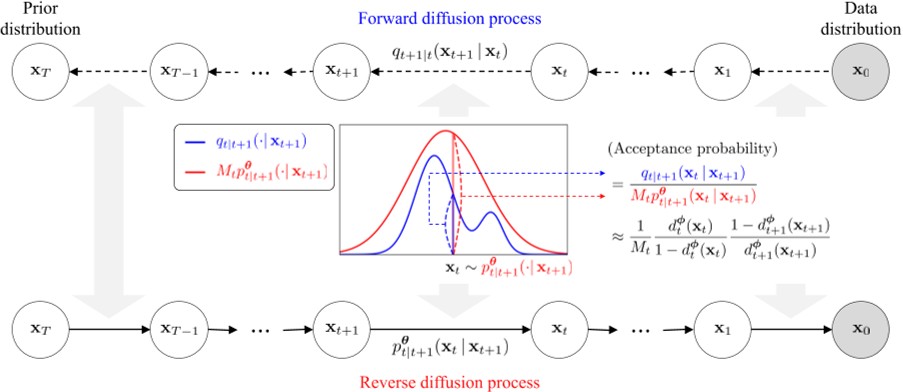 Prior distribution
Forward diffusion process
Data distribution
x_T
x_{T−1}
...
x_{t+1}
q_{t+1|t}(x_{t+1} | x_t)
x_t
...
x_1
x_0
q_{t|t+1}(· | x_{t+1})
M_t p^θ_{t|t+1}(· | x_{t+1})
(Acceptance probability)
= q_{t|t+1}(x_t | x_{t+1}) / M_t p^θ_{t|t+1}(x_t | x_{t+1})
≈ 1/M_t d^ϕ_t(x_t)/(1 − d^ϕ_t(x_t)) (1 − d^ϕ_{t+1}(x_{t+1}))/d^ϕ_{t+1}(x_{t+1})
x_t ∼ p^θ_{t|t+1}(· | x_{t+1})
x_T
x_{T−1}
...
x_{t+1}
p^θ_{t|t+1}(x_t | x_{t+1})
x_t
...
x_1
x_0
Reverse diffusion process